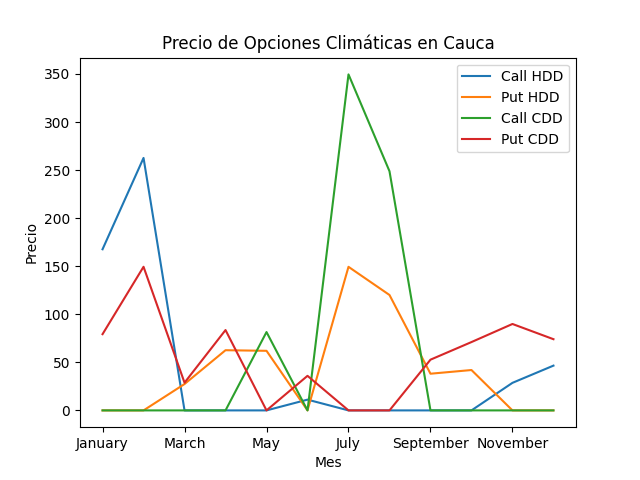 Precio de Opciones Climáticas en Cauca
Call HDD
Put HDD
Call CDD
Put CDD
Precio
350
300
250
200
150
100
50
0
January
March
May
July
September
November
Mes